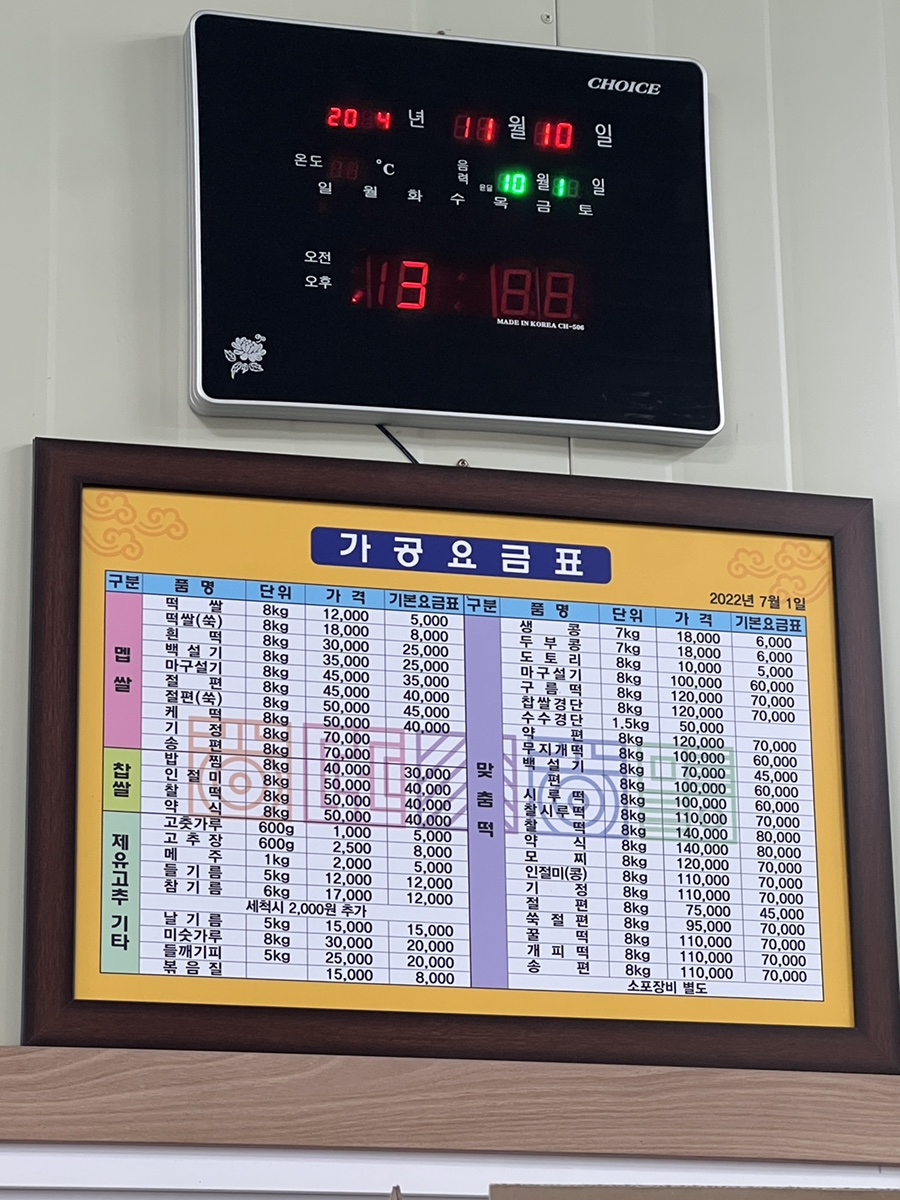 CHOICE
20 4 년 11 월 10 일
온도 °C 음력 윤달 10 월 1 일
일 월 화 수 목 금 토
오전
오후
13
MADE IN KOREA CH-506
가공요금표
2022년 7월 1일
구분 품명 단위 가격 기본요금표
멥쌀
떡쌀 8kg 12,000 5,000
떡쌀(쑥) 8kg 18,000 8,000
흰떡 8kg 30,000 25,000
백설기 8kg 35,000 25,000
마구설기 8kg 45,000 35,000
절편 8kg 45,000 40,000
절편(쑥) 8kg 50,000 45,000
케떡 8kg 50,000 40,000
기정 8kg 70,000
송편 8kg 70,000
찹쌀
밥찜 8kg 40,000 30,000
인절미 8kg 50,000 40,000
찰떡 8kg 50,000 40,000
약식 8kg 50,000 40,000
제유고추 기타
고춧가루 600g 1,000 5,000
고추장 600g 2,500 8,000
메주 1kg 2,000 5,000
들기름 5kg 12,000 12,000
참기름 6kg 17,000 12,000
세척시 2,000원 추가
날기름 5kg 15,000 15,000
미숫가루 8kg 30,000 20,000
들깨기피 5kg 25,000 20,000
볶음질 15,000 8,000
구분 품명 단위 가격 기본요금표
맞춤떡
생콩 7kg 18,000 6,000
두부콩 7kg 18,000 6,000
도토리 8kg 10,000 5,000
마구설기 8kg 100,000 60,000
구름떡 8kg 120,000 70,000
찹쌀경단 8kg 120,000 70,000
수수경단 1.5kg 50,000
약편 8kg 120,000 70,000
무지개떡 8kg 100,000 60,000
백설기 8kg 70,000 45,000
편 8kg 100,000 60,000
시루떡 8kg 100,000 60,000
찰시루떡 8kg 110,000 70,000
찰떡 8kg 140,000 80,000
약식 8kg 140,000 80,000
모찌 8kg 120,000 70,000
인절미(콩) 8kg 110,000 70,000
기정 8kg 110,000 70,000
절편 8kg 75,000 45,000
쑥절편 8kg 95,000 70,000
꿀떡 8kg 110,000 70,000
개피떡 8kg 110,000 70,000
송편 8kg 110,000 70,000
소포장비 별도